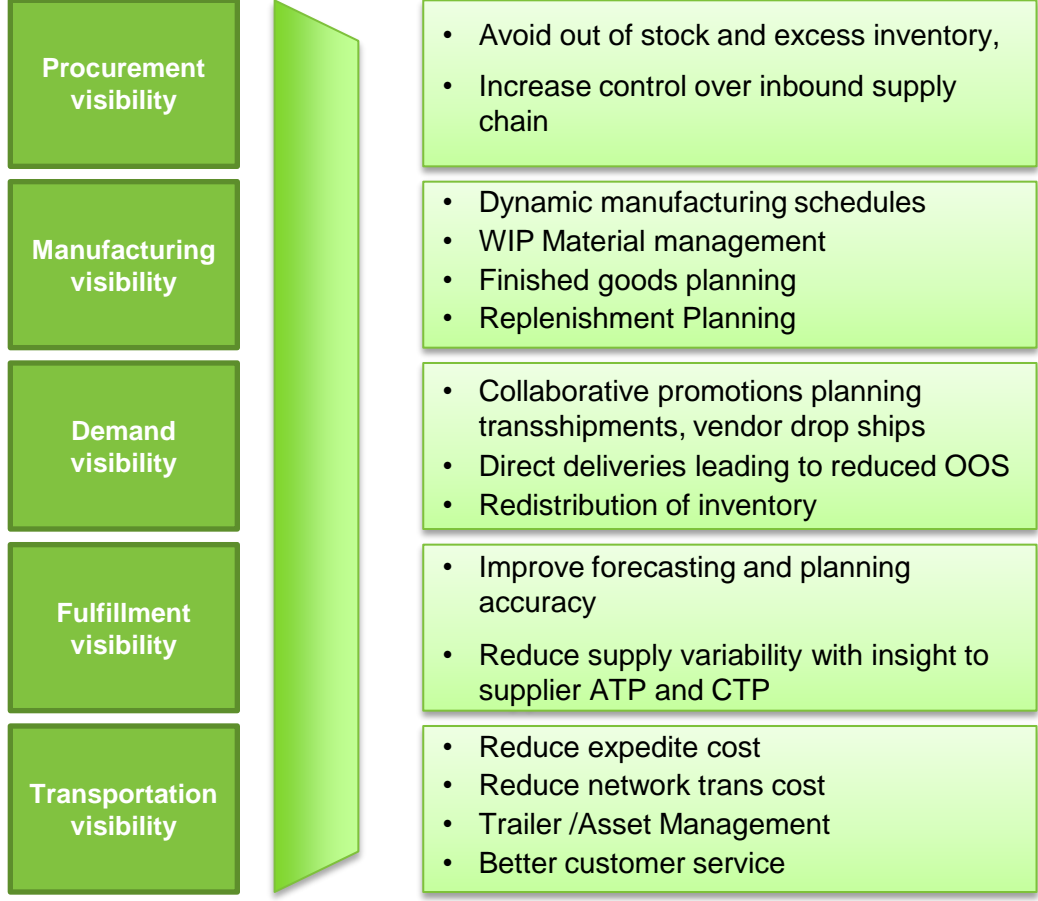 Procurement
visibility
• Avoid out of stock and excess inventory,
• Increase control over inbound supply
chain
Manufacturing
visibility
• Dynamic manufacturing schedules
• WIP Material management
• Finished goods planning
• Replenishment Planning
Demand
visibility
• Collaborative promotions planning
transshipments, vendor drop ships
• Direct deliveries leading to reduced OOS
• Redistribution of inventory
Fulfillment
visibility
• Improve forecasting and planning
accuracy
• Reduce supply variability with insight to
supplier ATP and CTP
Transportation
visibility
• Reduce expedite cost
• Reduce network trans cost
• Trailer /Asset Management
• Better customer service